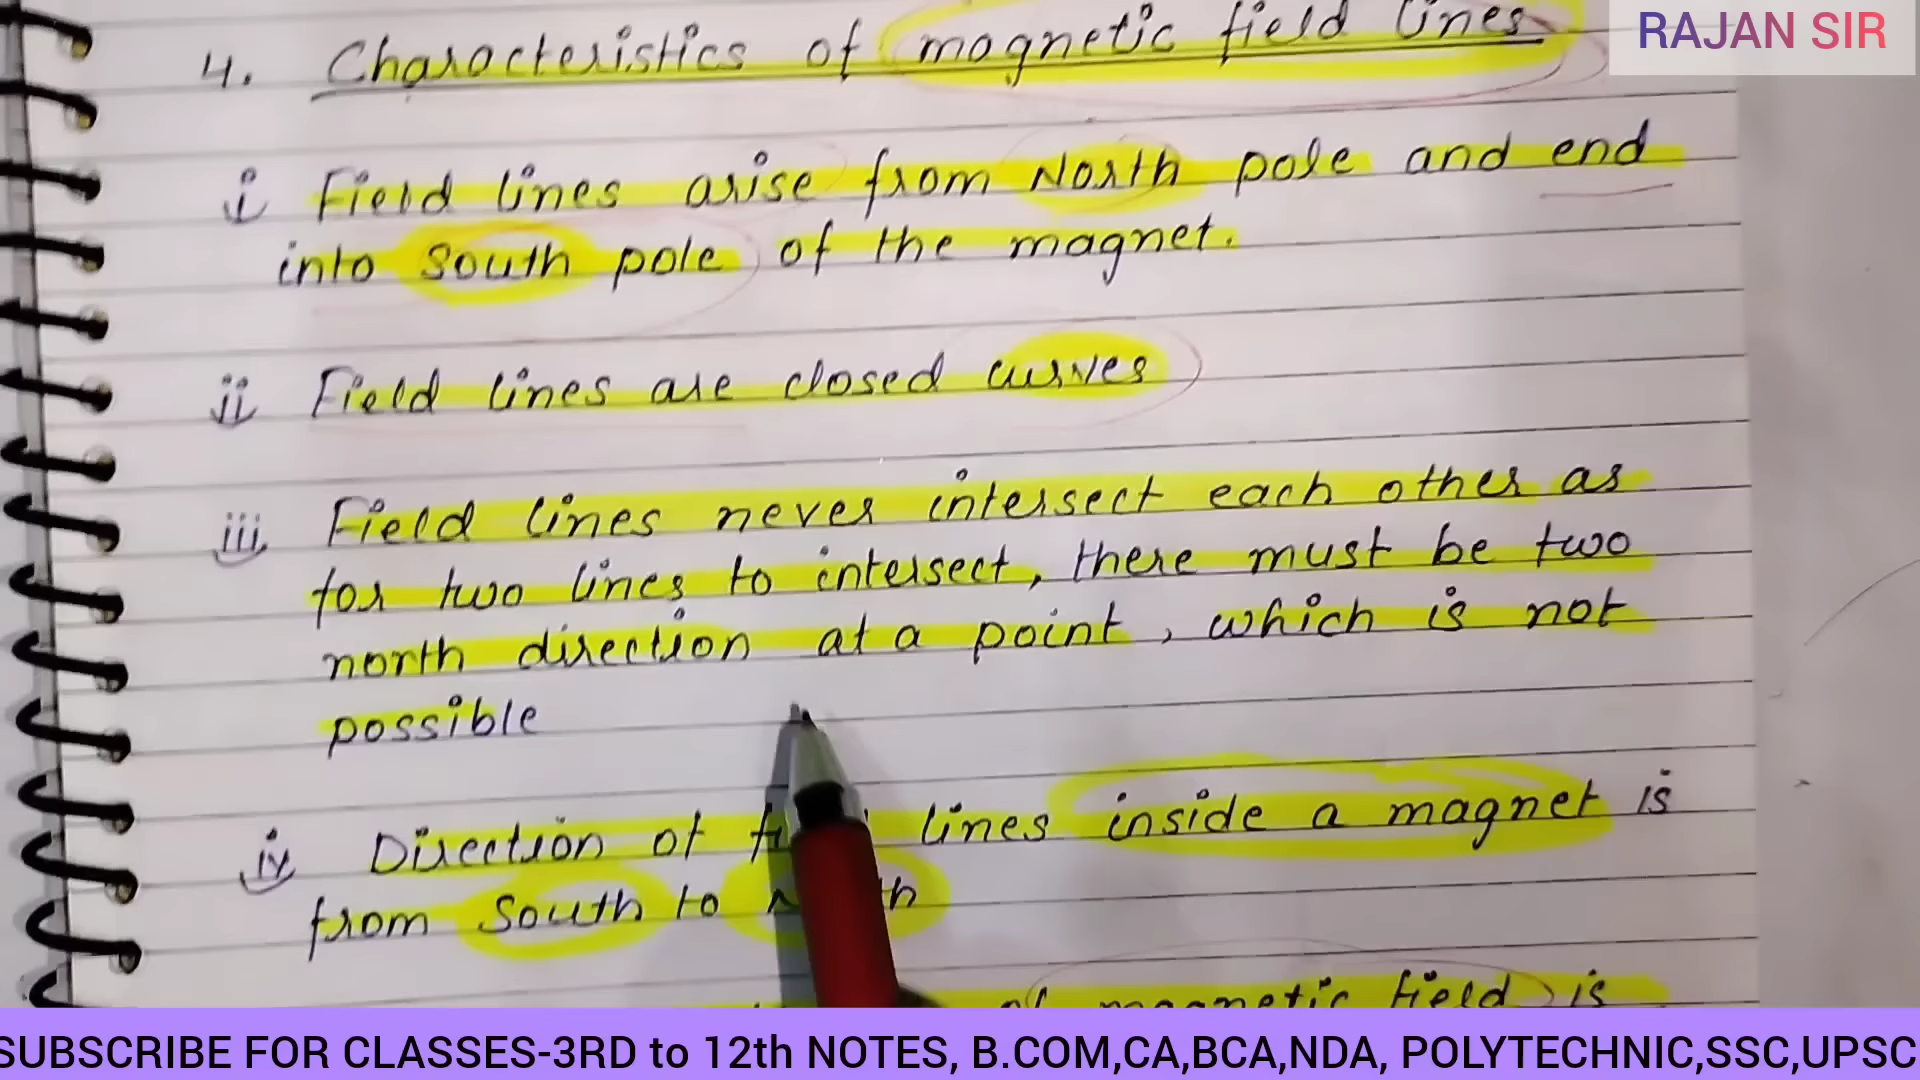 RAJAN SIR
4. Characteristics of magnetic field lines
i Field lines arise from North pole and end
into south pole of the magnet.
ii Field lines are closed curves
iii Field lines never intersect each other as
for two lines to intersect, there must be two
north direction at a point, which is not
possible
iv Direction of lines inside a magnet is
from South to
of magnetic field is
SUBSCRIBE FOR CLASSES-3RD to 12th NOTES, B.COM,CA,BCA,NDA, POLYTECHNIC,SSC,UPSC